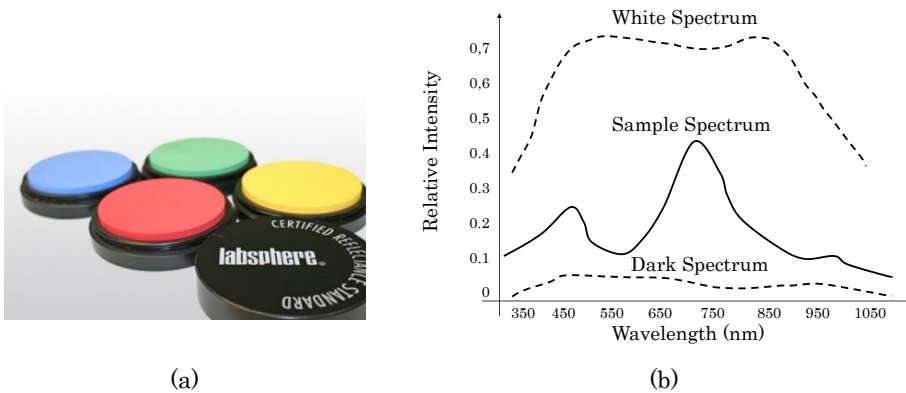 CERTIFIED REFLECTANCE STANDARD
labsphere®
(a)
White Spectrum
Sample Spectrum
Dark Spectrum
Relative Intensity
0,7
0.6
0,5
0.4
0.3
0.2
0.1
0
350 450 550 650 750 850 950 1050
Wavelength (nm)
(b)